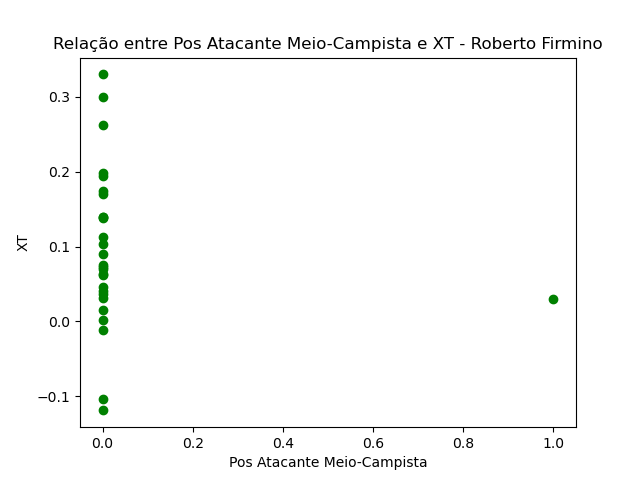 Relação entre Pos Atacante Meio-Campista e XT - Roberto Firmino
0.3
0.2
0.1
0.0
−0.1
XT
0.0 0.2 0.4 0.6 0.8 1.0
Pos Atacante Meio-Campista